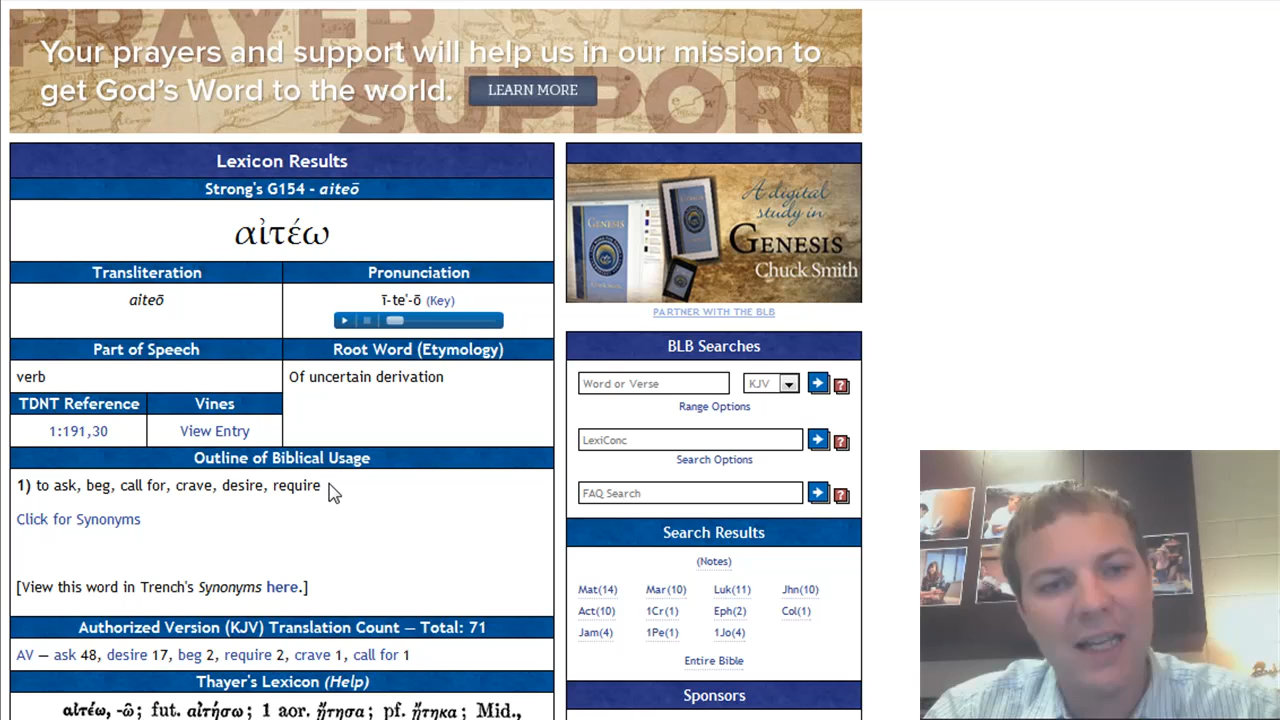 PRAYER
SUPPORT
Your prayers and support will help us in our mission to
get God's Word to the world. LEARN MORE
Lexicon Results
Strong's G154 - aiteō
αἰτέω
Transliteration
Pronunciation
aiteō
ī-te'-ō (Key)
Part of Speech
Root Word (Etymology)
verb
Of uncertain derivation
TDNT Reference
Vines
1:191,30
View Entry
Outline of Biblical Usage
1) to ask, beg, call for, crave, desire, require
Click for Synonyms
[View this word in Trench's Synonyms here.]
Authorized Version (KJV) Translation Count — Total: 71
AV — ask 48, desire 17, beg 2, require 2, crave 1, call for 1
Thayer's Lexicon (Help)
αἰτέω, -ῶ; fut. αἰτήσω; 1 aor. ᾔτησα; pf. ᾔτηκα; Mid.,
A digital
study in
GENESIS
Chuck Smith
GENESIS
PARTNER WITH THE BLB
BLB Searches
Word or Verse
KJV
?
Range Options
LexiConc
?
Search Options
FAQ Search
?
Search Results
(Notes)
Mat(14) Mar(10) Luk(11) Jhn(10)
Act(10) 1Cr(1) Eph(2) Col(1)
Jam(4) 1Pe(1) 1Jo(4)
Entire Bible
Sponsors